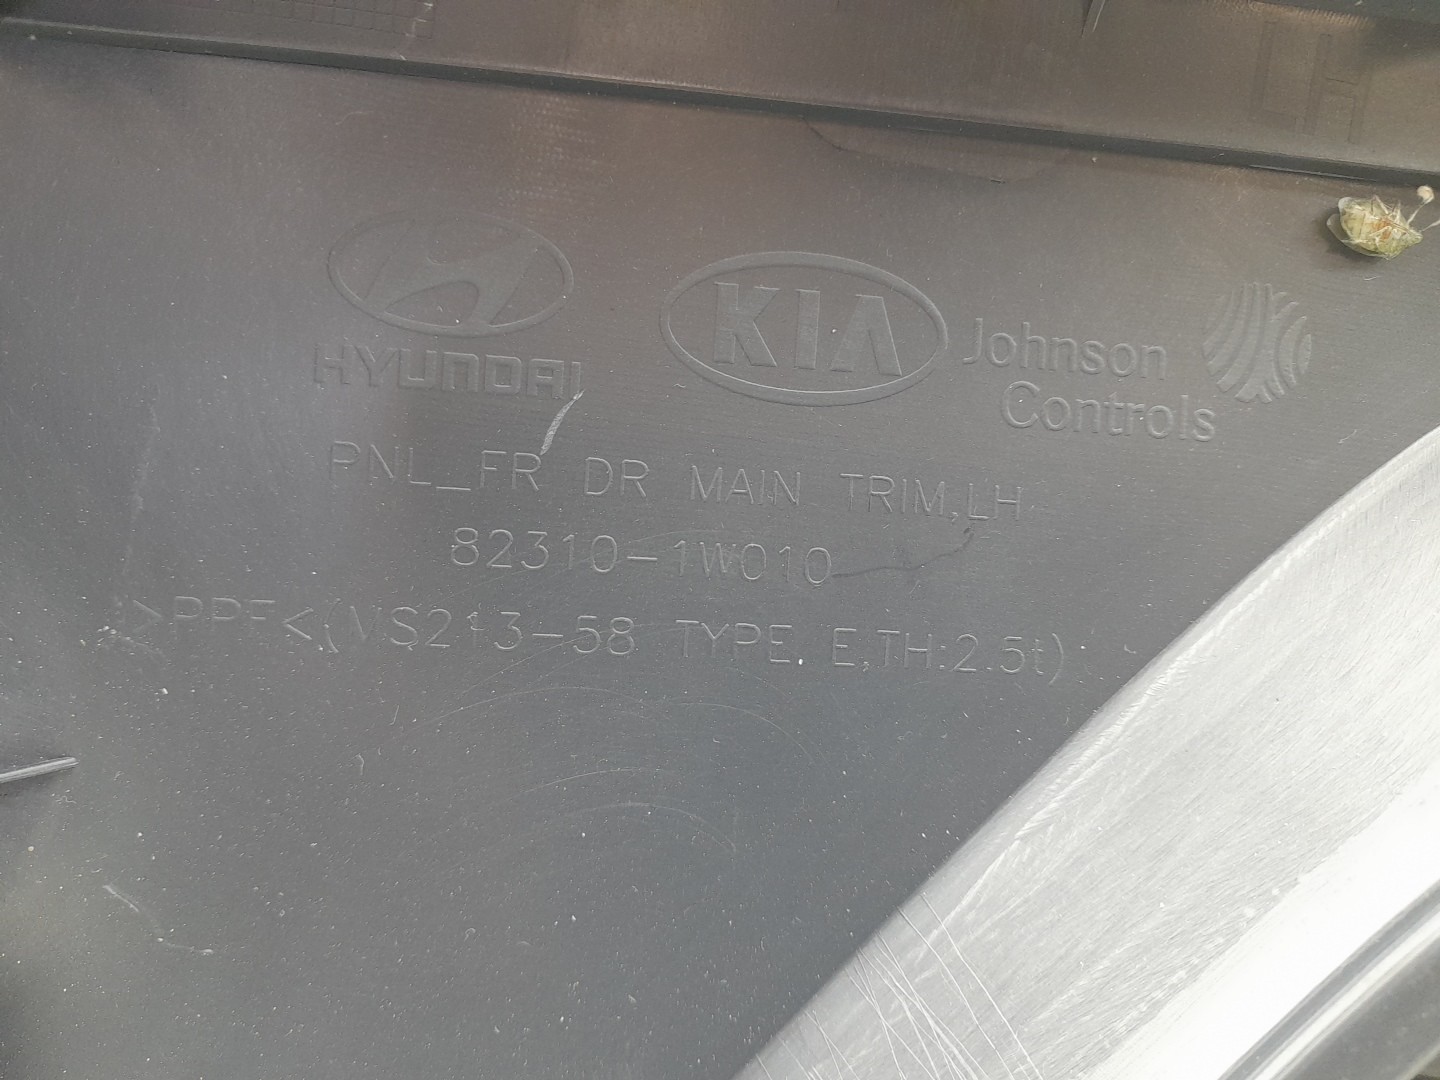 LH
HYUNDAI
KIA
Johnson
Controls
PNL_FR DR MAIN TRIM,LH
82310-1W010
>PPF<(MS213-58 TYPE. E,TH:2.5t)